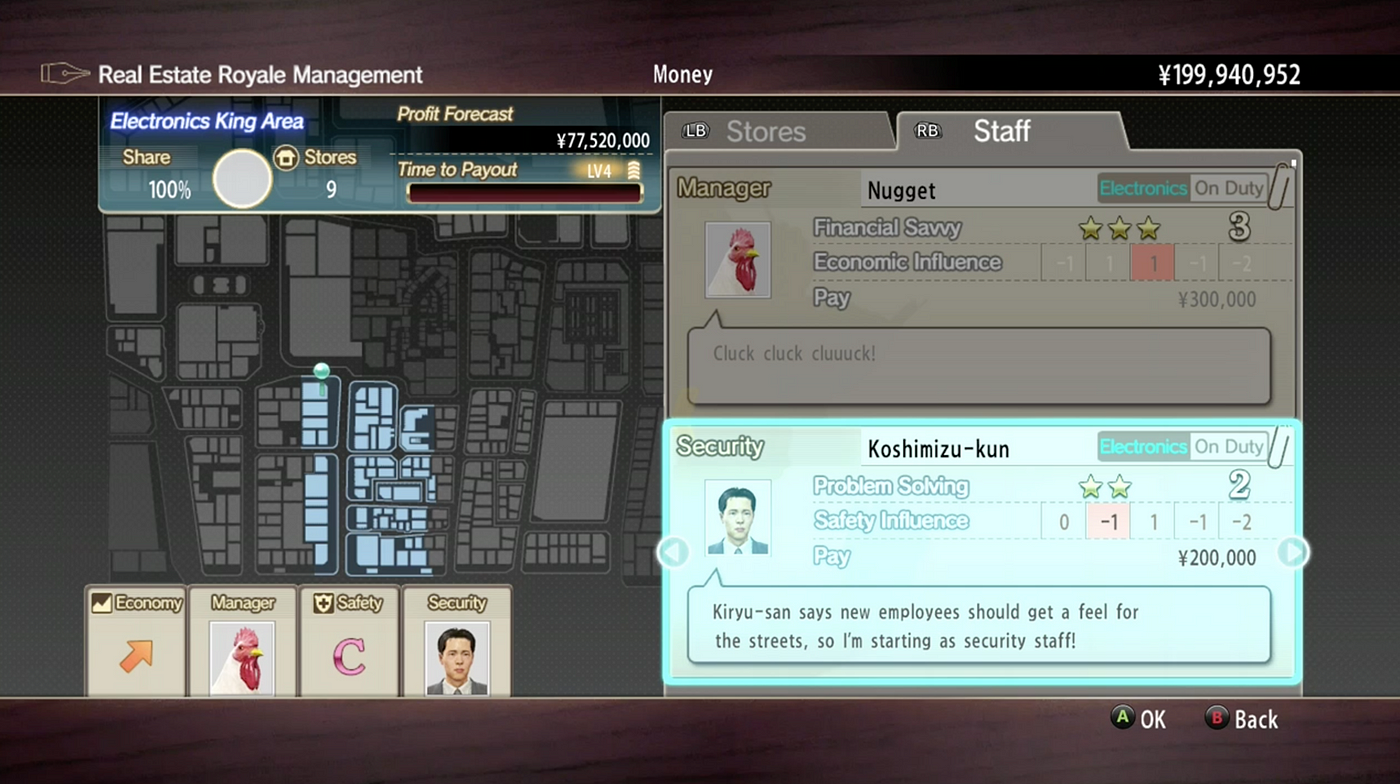 Real Estate Royale Management
Money
¥199,940,952
Electronics King Area
Profit Forecast
¥77,520,000
Share
100%
Stores
9
Time to Payout
LV4
LB Stores
RB Staff
Manager
Nugget
Electronics On Duty
Financial Savvy
3
Economic Influence
-1 1 1 -1 -2
Pay
¥300,000
Cluck cluck cluuuck!
Security
Koshimizu-kun
Electronics On Duty
Problem Solving
2
Safety Influence
0 -1 1 -1 -2
Pay
¥200,000
Kiryu-san says new employees should get a feel for
the streets, so I'm starting as security staff!
Economy
Manager
Safety
C
Security
A OK
B Back